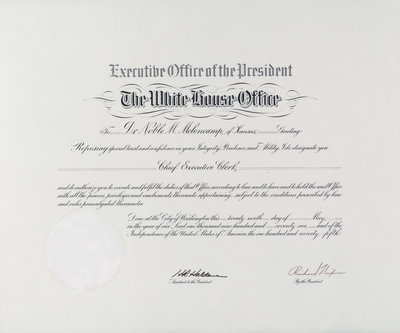 Executive Office of the President
The White House Office
To Dr. Noble M. Melencamp, of Kansas, Greeting:
Reposing special trust and confidence in your Integrity, Prudence, and Ability, I do designate you
Chief Executive Clerk,
and do authorize you to execute and fulfil the duties of that Office according to law, and to have and to hold the said Office
with all the powers, privileges and emoluments thereunto appertaining, subject to the conditions prescribed by law
and rules promulgated thereunder.
Done at the City of Washington this twenty ninth day of May,
in the year of our Lord one thousand nine hundred and seventy one, and of the
Independence of the United States of America, the one hundred and ninety fifth.
Assistant to the President
By the President